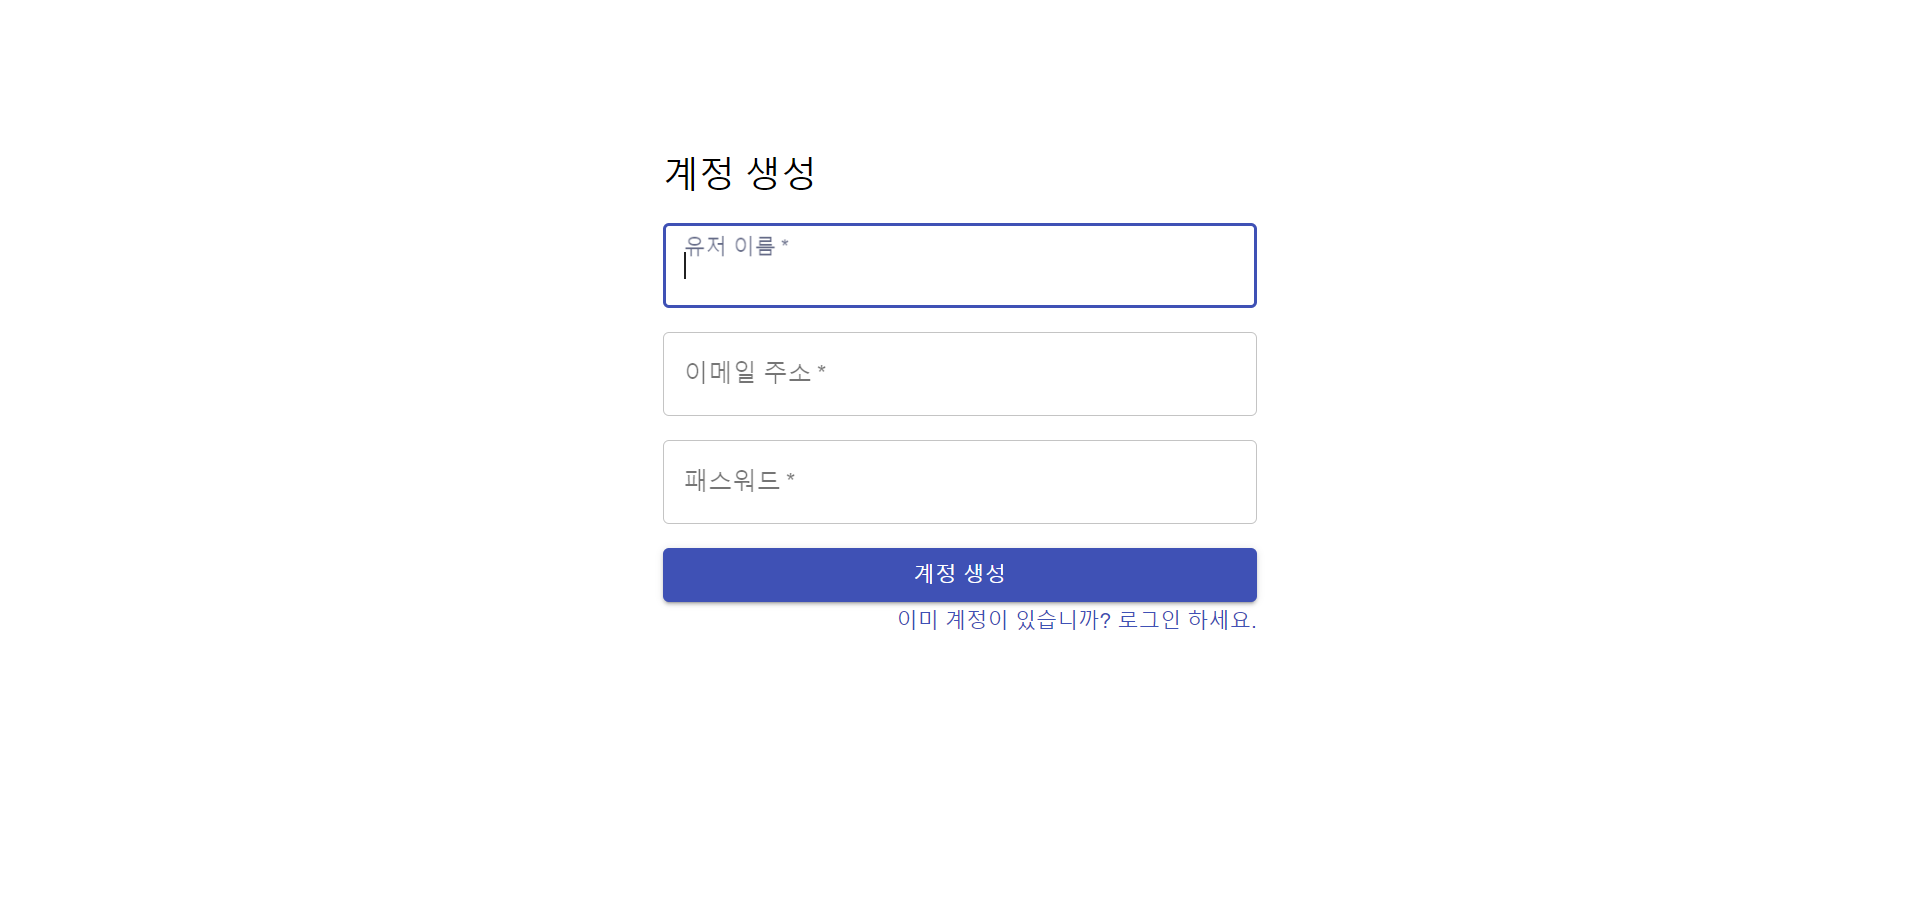 계정 생성
유저 이름 *
이메일 주소 *
패스워드 *
계정 생성
이미 계정이 있습니까? 로그인 하세요.